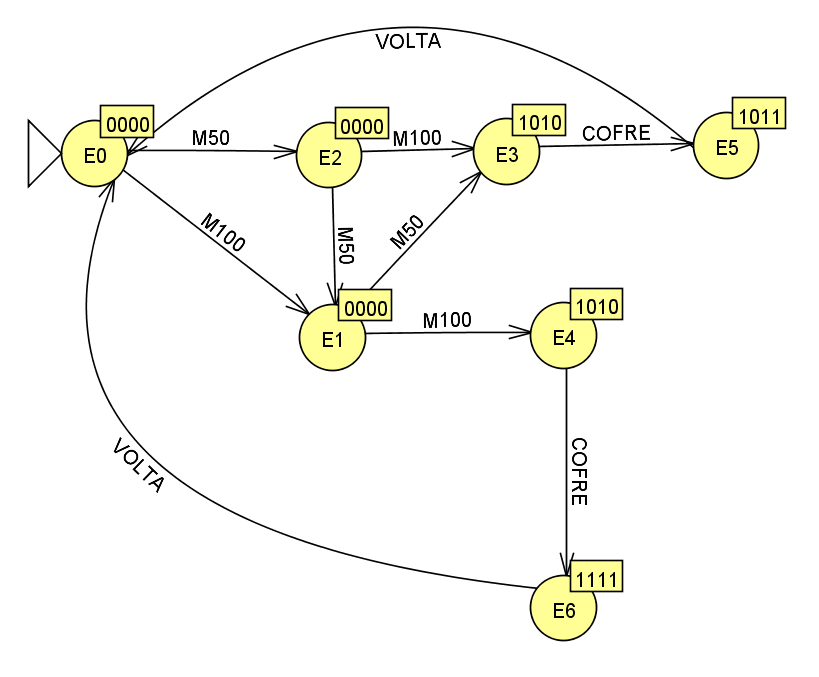 VOLTA
0000
E0
M50
0000
E2
M100
1010
E3
COFRE
1011
E5
M100
M50
M50
0000
E1
M100
1010
E4
VOLTA
COFRE
1111
E6